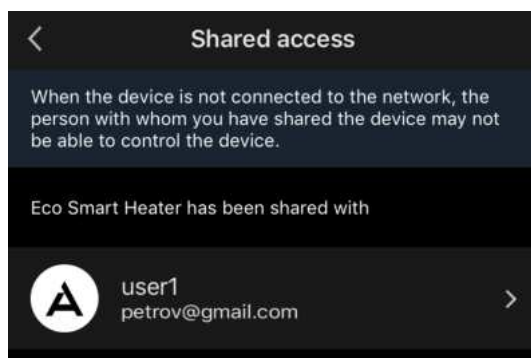 Shared access
When the device is not connected to the network, the
person with whom you have shared the device may not
be able to control the device.
Eco Smart Heater has been shared with
user1
petrov@gmail.com